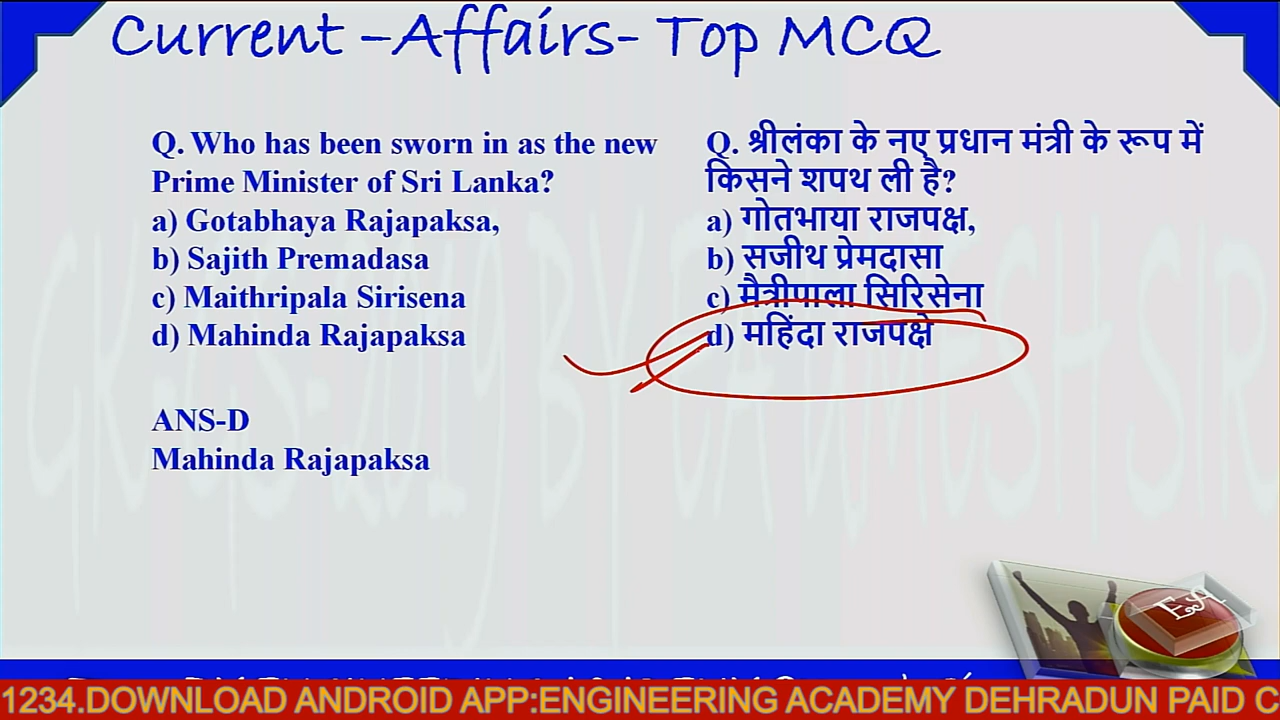 Current –Affairs- Top MCQ
Q. Who has been sworn in as the new
Prime Minister of Sri Lanka?
a) Gotabhaya Rajapaksa,
b) Sajith Premadasa
c) Maithripala Sirisena
d) Mahinda Rajapaksa
ANS-D
Mahinda Rajapaksa
Q. श्रीलंका के नए प्रधान मंत्री के रूप में
किसने शपथ ली है?
a) गोतभाया राजपक्ष,
b) सजीथ प्रेमदासा
c) मैत्रीपाला सिरिसेना
d) महिंदा राजपक्षे
EA
1234.DOWNLOAD ANDROID APP:ENGINEERING ACADEMY DEHRADUN PAID C